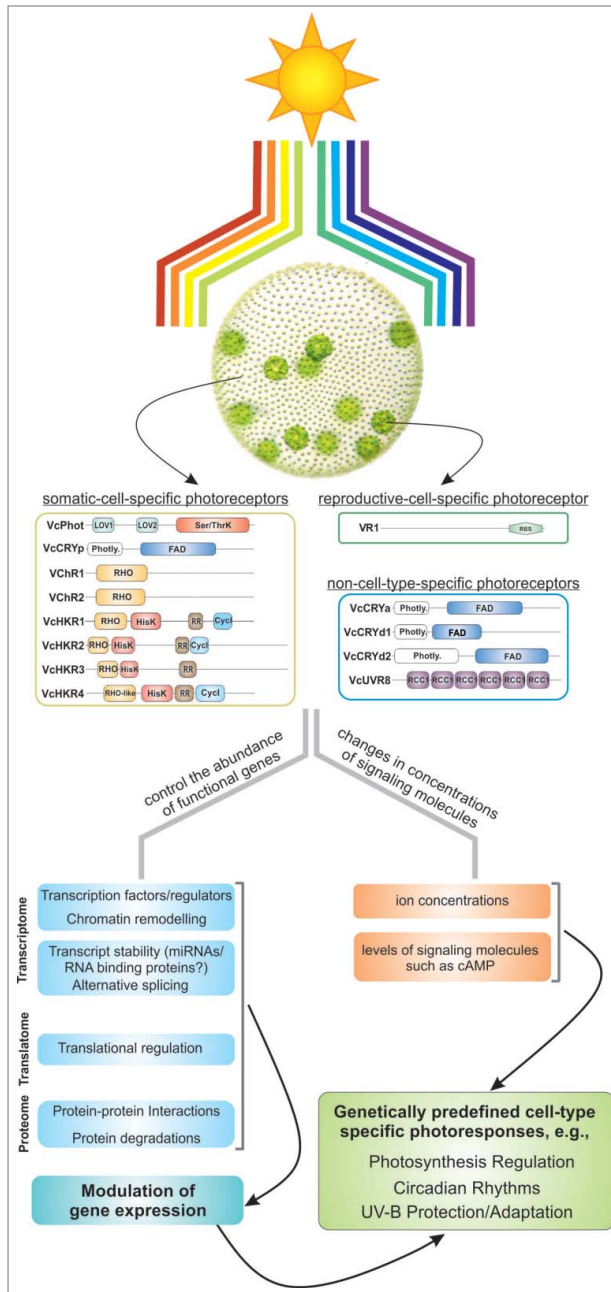 somatic-cell-specific photoreceptors
VcPhot LOV1 LOV2 Ser/ThrK
VcCRYp Photly. FAD
VChR1 RHO
VChR2 RHO
VcHKR1 RHO HisK RR Cycl
VcHKR2 RHO HisK RR Cycl
VcHKR3 RHO HisK RR
VcHKR4 RHO-like HisK RR Cycl
reproductive-cell-specific photoreceptor
VR1 RBS
non-cell-type-specific photoreceptors
VcCRYa Photly. FAD
VcCRYd1 Photly. FAD
VcCRYd2 Photly. FAD
VcUVR8 RCC1 RCC1 RCC1 RCC1 RCC1 RCC1
control the abundance
of functional genes
changes in concentrations
of signaling molecules
Transcriptome
Transcription factors/regulators
Chromatin remodelling
Transcript stability (miRNAs/
RNA binding proteins?)
Alternative splicing
Translatome
Translational regulation
Proteome
Protein-protein Interactions
Protein degradations
Modulation of
gene expression
ion concentrations
levels of signaling molecules
such as cAMP
Genetically predefined cell-type
specific photoresponses, e.g.,
Photosynthesis Regulation
Circadian Rhythms
UV-B Protection/Adaptation